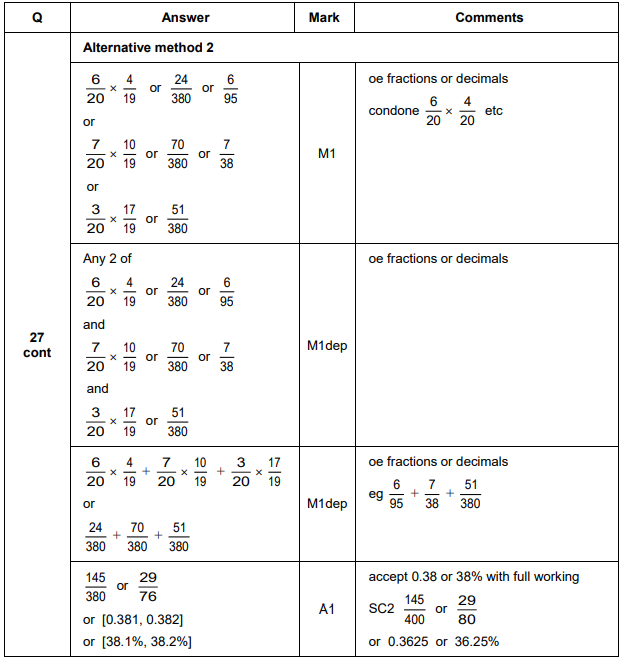 Q Answer Mark Comments
27 cont
Alternative method 2
6/20 × 4/19 or 24/380 or 6/95
or
7/20 × 10/19 or 70/380 or 7/38
or
3/20 × 17/19 or 51/380
M1
oe fractions or decimals
condone 6/20 × 4/20 etc
Any 2 of
6/20 × 4/19 or 24/380 or 6/95
and
7/20 × 10/19 or 70/380 or 7/38
and
3/20 × 17/19 or 51/380
M1dep
oe fractions or decimals
6/20 × 4/19 + 7/20 × 10/19 + 3/20 × 17/19
or
24/380 + 70/380 + 51/380
M1dep
oe fractions or decimals
eg 6/95 + 7/38 + 51/380
145/380 or 29/76
or [0.381, 0.382]
or [38.1%, 38.2%]
A1
accept 0.38 or 38% with full working
SC2 145/400 or 29/80
or 0.3625 or 36.25%